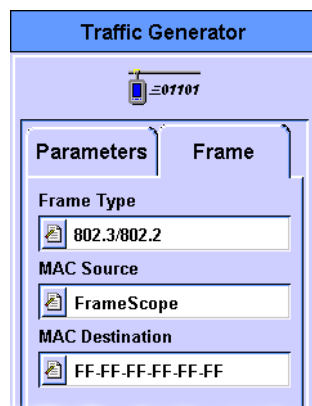 Traffic Generator
=01101
Parameters Frame
Frame Type
802.3/802.2
MAC Source
FrameScope
MAC Destination
FF-FF-FF-FF-FF-FF